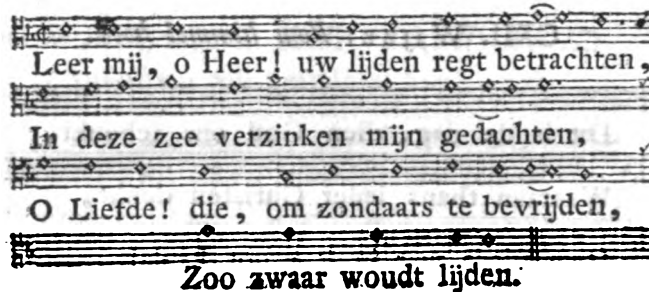 Leer mij, o Heer! uw lijden regt betrachten,
In deze zee verzinken mijn gedachten,
O Liefde! die, om zondaars te bevrijden,
Zoo zwaar woudt lijden.